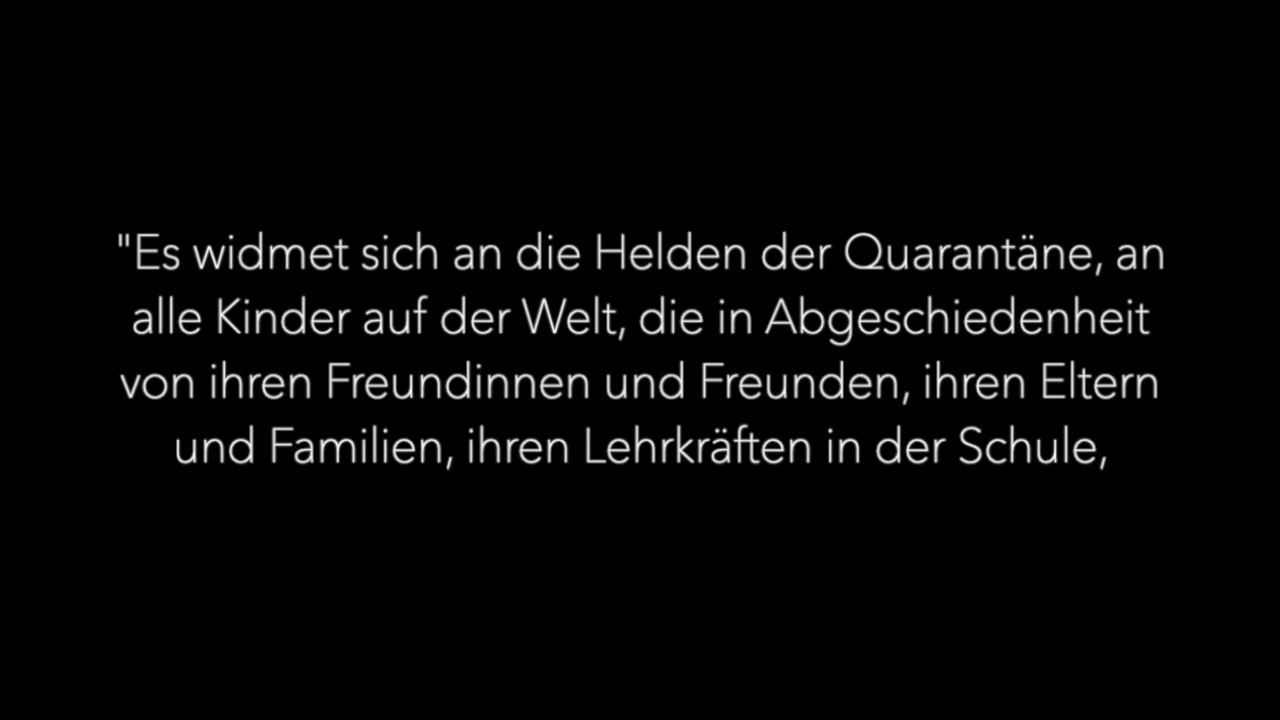 "Es widmet sich an die Helden der Quarantäne, an
alle Kinder auf der Welt, die in Abgeschiedenheit
von ihren Freundinnen und Freunden, ihren Eltern
und Familien, ihren Lehrkräften in der Schule,